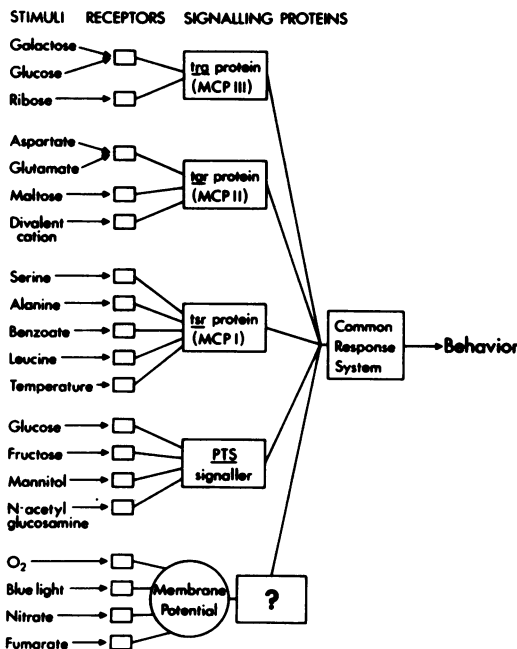 STIMULI RECEPTORS SIGNALLING PROTEINS
Galactose
Glucose
Ribose
trg protein
(MCP III)
Aspartate
Glutamate
Maltose
Divalent
cation
tar protein
(MCP II)
Serine
Alanine
Benzoate
Leucine
Temperature
tsr protein
(MCP I)
Common
Response
System
Behavior
Glucose
Fructose
Mannitol
N-acetyl
glucosamine
PTS
signaller
O2
Blue light
Nitrate
Fumarate
Membrane
Potential
?